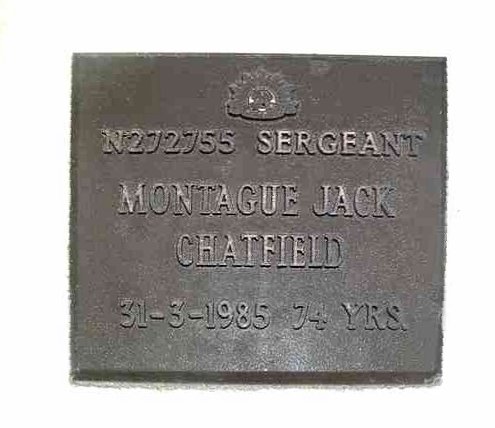 N272755 SERGEANT
MONTAGUE JACK
CHATFIELD
31-3-1985 74 YRS.